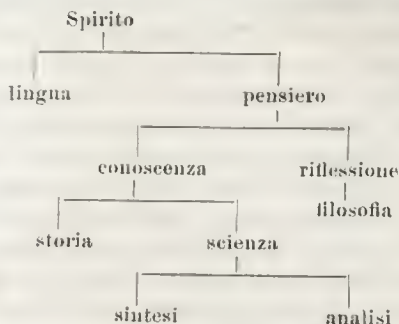 Spirito
lingua pensiero
conoscenza riflessione
filosofia
storia scienza
sintesi analisi